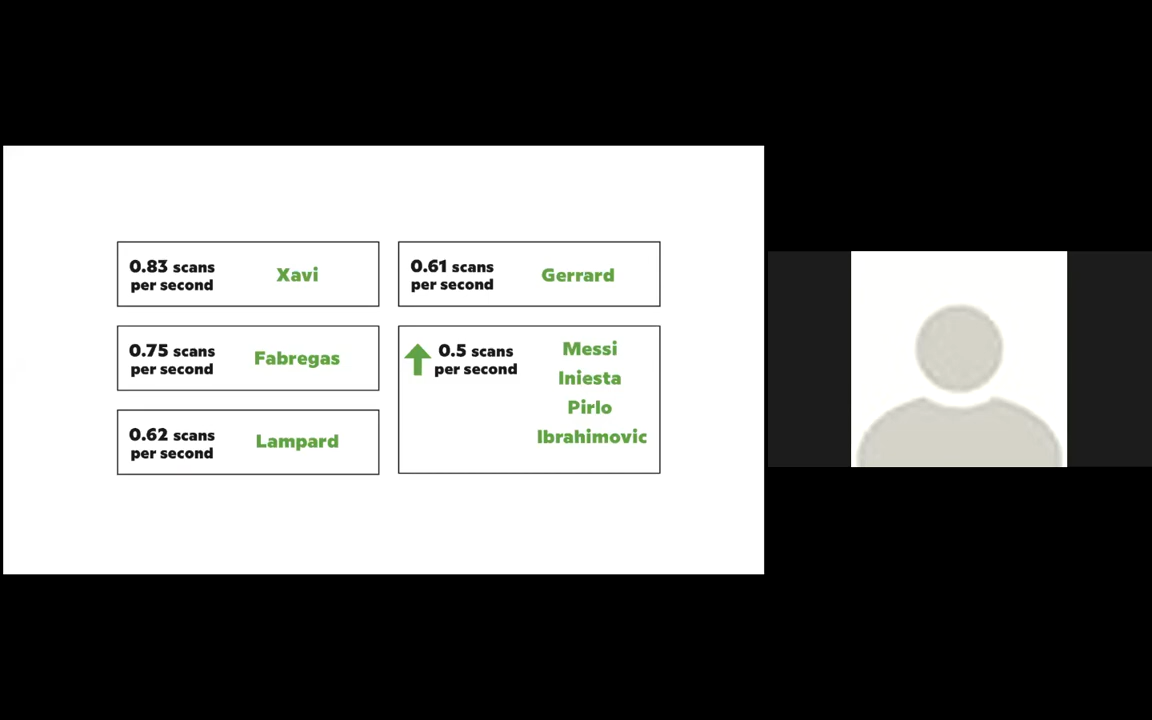 0.83 scans
per second
Xavi
0.75 scans
per second
Fabregas
0.62 scans
per second
Lampard
0.61 scans
per second
Gerrard
0.5 scans
per second
Messi
Iniesta
Pirlo
Ibrahimovic